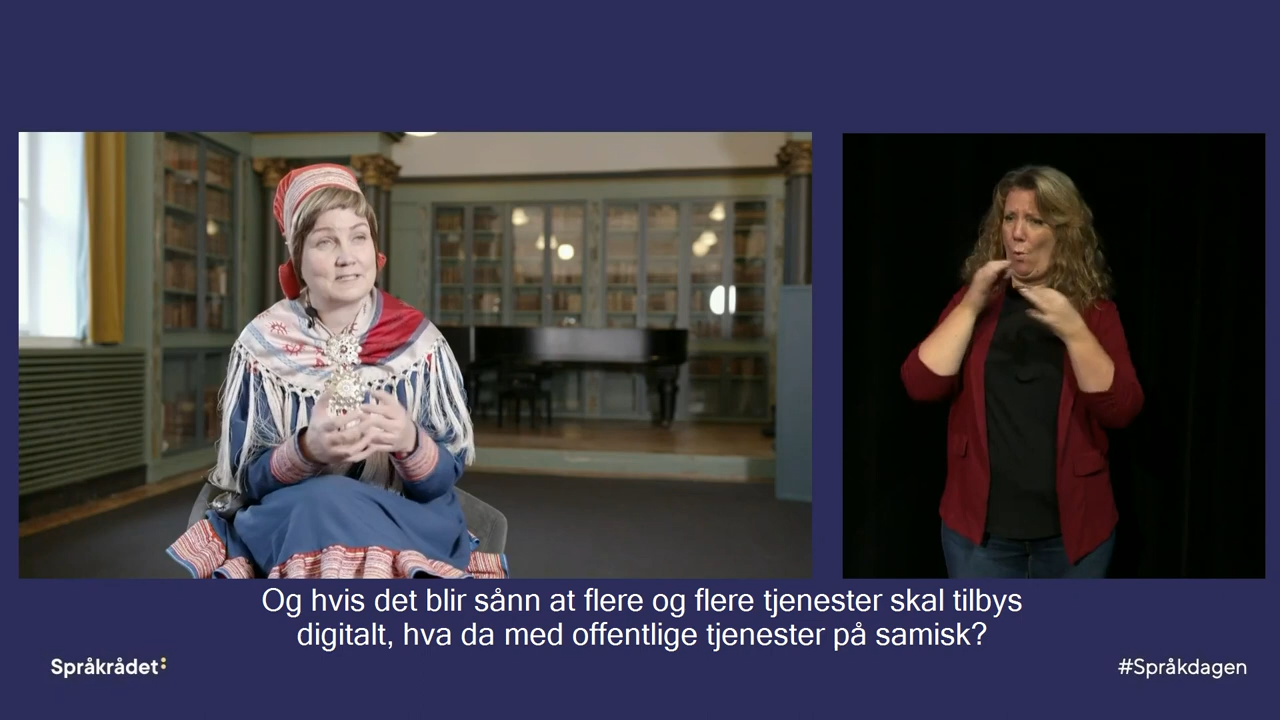 Og hvis det blir sånn at flere og flere tjenester skal tilbys
digitalt, hva da med offentlige tjenester på samisk?
Språkrådet:
#Språkdagen